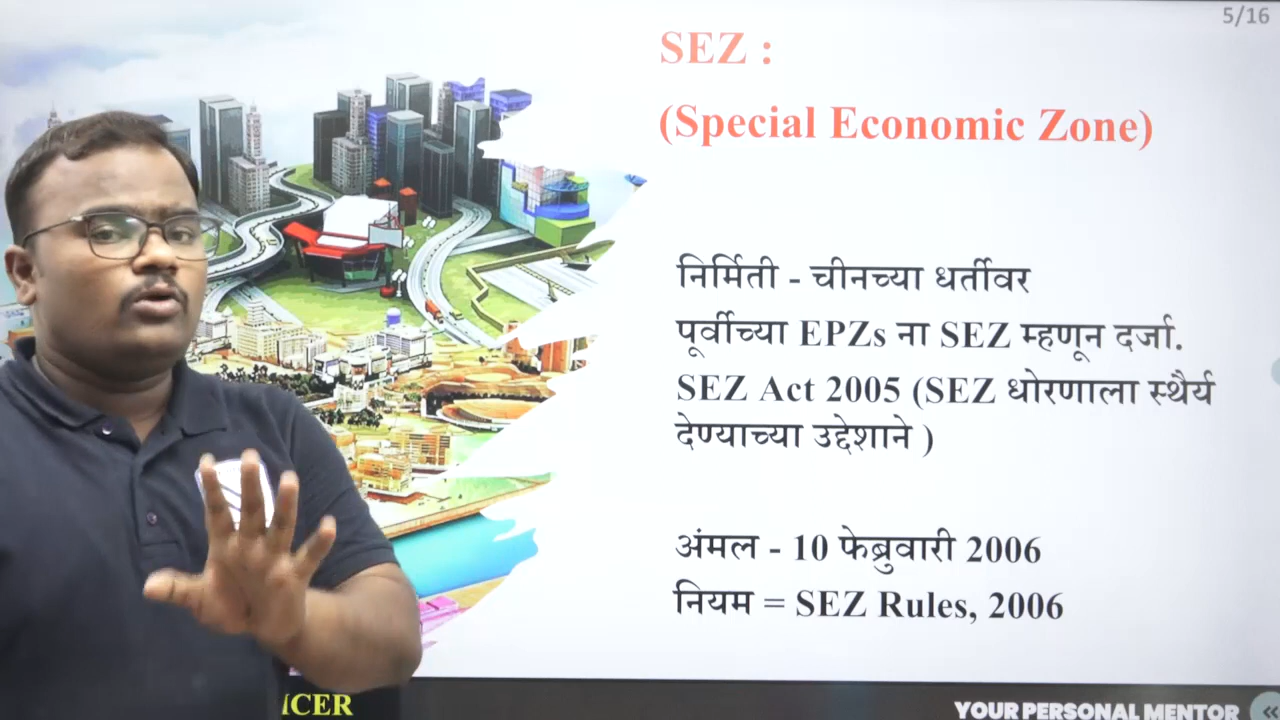 5/16
SEZ :
(Special Economic Zone)
निर्मिती - चीनच्या धर्तीवर
पूर्वीच्या EPZs ना SEZ म्हणून दर्जा.
SEZ Act 2005 (SEZ धोरणाला स्थैर्य
देण्याच्या उद्देशाने )
अंमल - 10 फेब्रुवारी 2006
नियम = SEZ Rules, 2006
ICER
YOUR PERSONAL MENTOR